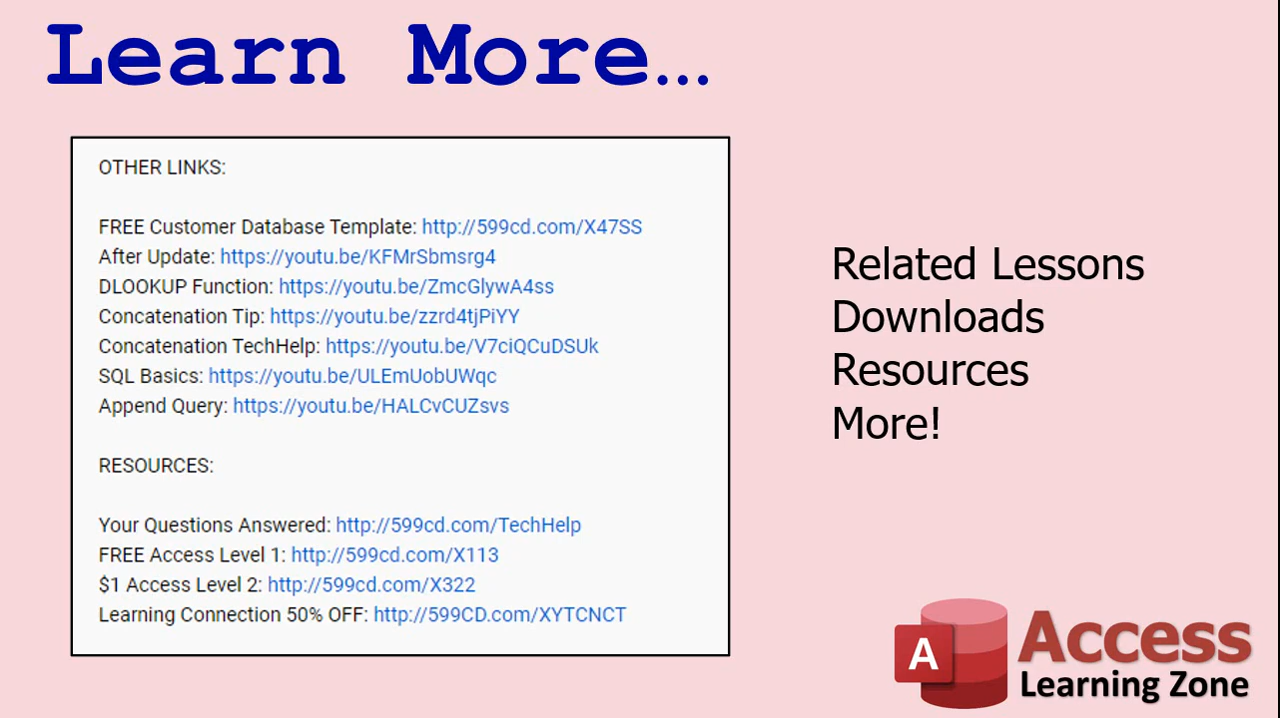 Learn More...
OTHER LINKS:
FREE Customer Database Template: http://599cd.com/X47SS
After Update: https://youtu.be/KFMrSbmsrg4
DLOOKUP Function: https://youtu.be/ZmcGlywA4ss
Concatenation Tip: https://youtu.be/zzrd4tjPiYY
Concatenation TechHelp: https://youtu.be/V7ciQCuDSUk
SQL Basics: https://youtu.be/ULEmUobUWqc
Append Query: https://youtu.be/HALCvCUZsvs
RESOURCES:
Your Questions Answered: http://599cd.com/TechHelp
FREE Access Level 1: http://599cd.com/X113
$1 Access Level 2: http://599cd.com/X322
Learning Connection 50% OFF: http://599CD.com/XYTCNCT
Related Lessons
Downloads
Resources
More!
A
Access
Learning Zone